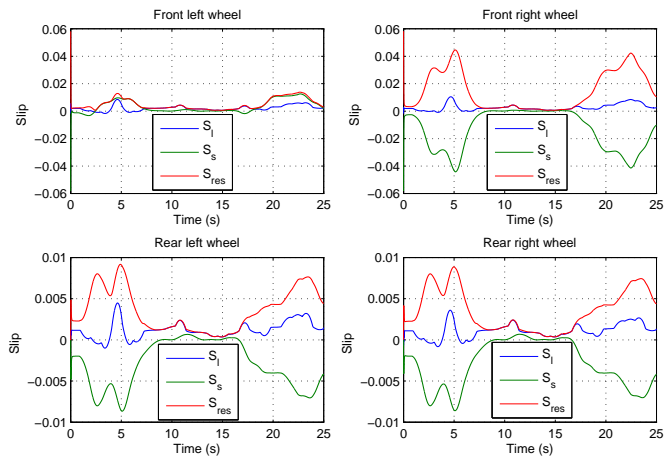 Front left wheel
0.06
0.04
0.02
0
−0.02
−0.04
−0.06
0 5 10 15 20 25
Slip
Time (s)
S_l
S_s
S_res
Front right wheel
0.06
0.04
0.02
0
−0.02
−0.04
−0.06
0 5 10 15 20 25
Slip
Time (s)
S_l
S_s
S_res
Rear left wheel
0.01
0.005
0
−0.005
−0.01
0 5 10 15 20 25
Slip
Time (s)
S_l
S_s
S_res
Rear right wheel
0.01
0.005
0
−0.005
−0.01
0 5 10 15 20 25
Slip
Time (s)
S_l
S_s
S_res